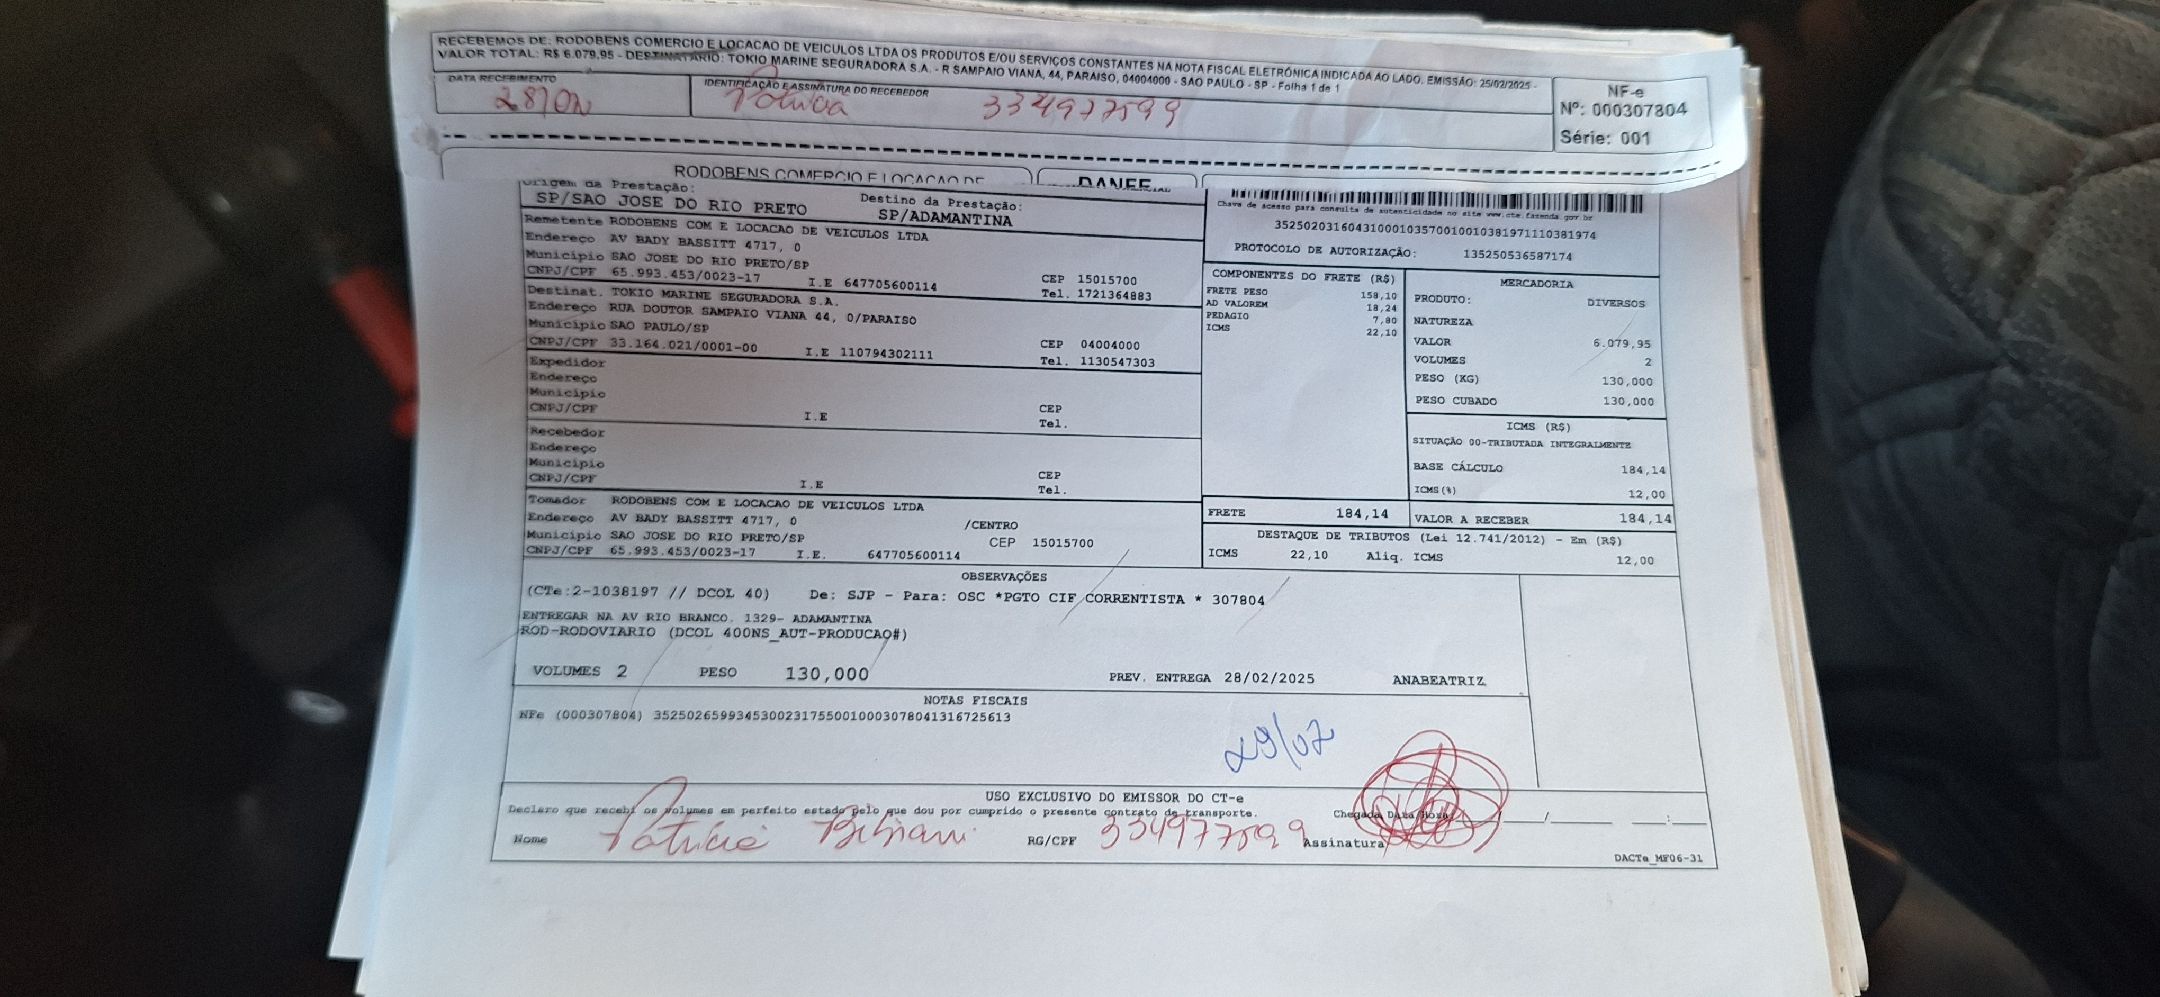 RECEBEMOS DE: RODOBENS COMERCIO E LOCACAO DE VEICULOS LTDA OS PRODUTOS E/OU SERVIÇOS CONSTANTES NA NOTA FISCAL ELETRÔNICA INDICADA AO LADO. EMISSÃO: 25/02/2025 -
VALOR TOTAL: R$ 6.079,95 - DESTINATÁRIO: TOKIO MARINE SEGURADORA S.A. - R SAMPAIO VIANA, 44, PARAISO, 04004000 - SAO PAULO - SP - Folha 1 de 1
DATA RECEBIMENTO
IDENTIFICAÇÃO E ASSINATURA DO RECEBEDOR
Patricia 334977599
NF-e
Nº: 000307804
Série: 001
RODOBENS COMERCIO E LOCACAO DE
DANFE
Origem da Prestação:
SP/SAO JOSE DO RIO PRETO
Destino da Prestação:
SP/ADAMANTINA
Remetente RODOBENS COM E LOCACAO DE VEICULOS LTDA
Endereço AV BADY BASSITT 4717, 0
Município SAO JOSE DO RIO PRETO/SP
CEP 15015700
CNPJ/CPF 65.993.453/0023-17 I.E 647705600114
Tel. 1721364883
Destinat. TOKIO MARINE SEGURADORA S.A.
Endereço RUA DOUTOR SAMPAIO VIANA 44, 0/PARAISO
Município SAO PAULO/SP
CEP 04004000
CNPJ/CPF 33.164.021/0001-00 I.E 110794302111
Tel. 1130547303
Expedidor
Endereço
Município
CEP
CNPJ/CPF I.E
Tel.
Recebedor
Endereço
Município
CEP
CNPJ/CPF I.E
Tel.
Tomador RODOBENS COM E LOCACAO DE VEICULOS LTDA
Endereço AV BADY BASSITT 4717, 0 /CENTRO
Município SAO JOSE DO RIO PRETO/SP CEP 15015700
CNPJ/CPF 65.993.453/0023-17 I.E. 647705600114
Chave de acesso para consulta de autenticidade no site www.cte.fazenda.gov.br
35250203160431000103570010010381971110381974
PROTOCOLO DE AUTORIZAÇÃO: 135250536587174
COMPONENTES DO FRETE (R$)
FRETE PESO 158,10
AD VALOREM 18,24
PEDAGIO 7,80
ICMS 22,10
MERCADORIA
PRODUTO: DIVERSOS
NATUREZA
VALOR 6.079,95
VOLUMES 2
PESO (KG) 130,000
PESO CUBADO 130,000
ICMS (R$)
SITUAÇÃO 00-TRIBUTADA INTEGRALMENTE
BASE CÁLCULO 184,14
ICMS(%) 12,00
FRETE 184,14
VALOR A RECEBER 184,14
DESTAQUE DE TRIBUTOS (Lei 12.741/2012) - Em (R$)
ICMS 22,10 Aliq. ICMS 12,00
OBSERVAÇÕES
(CTe:2-1038197 // DCOL 40) De: SJP - Para: OSC *PGTO CIF CORRENTISTA * 307804
ENTREGAR NA AV RIO BRANCO, 1329- ADAMANTINA
ROD-RODOVIARIO (DCOL 400NS_AUT-PRODUCAO#)
VOLUMES 2 PESO 130,000 PREV. ENTREGA 28/02/2025 ANABEATRIZ
NOTAS FISCAIS
NFe (000307804) 35250265993453002317550010003078041316725613
USO EXCLUSIVO DO EMISSOR DO CT-e
Declaro que recebi os volumes em perfeito estado pelo que dou por cumprido o presente contrato de transporte.
Chegada Data/Hora
Nome Patricia
RG/CPF 334977599
Assinatura
DACTe_MF06-31